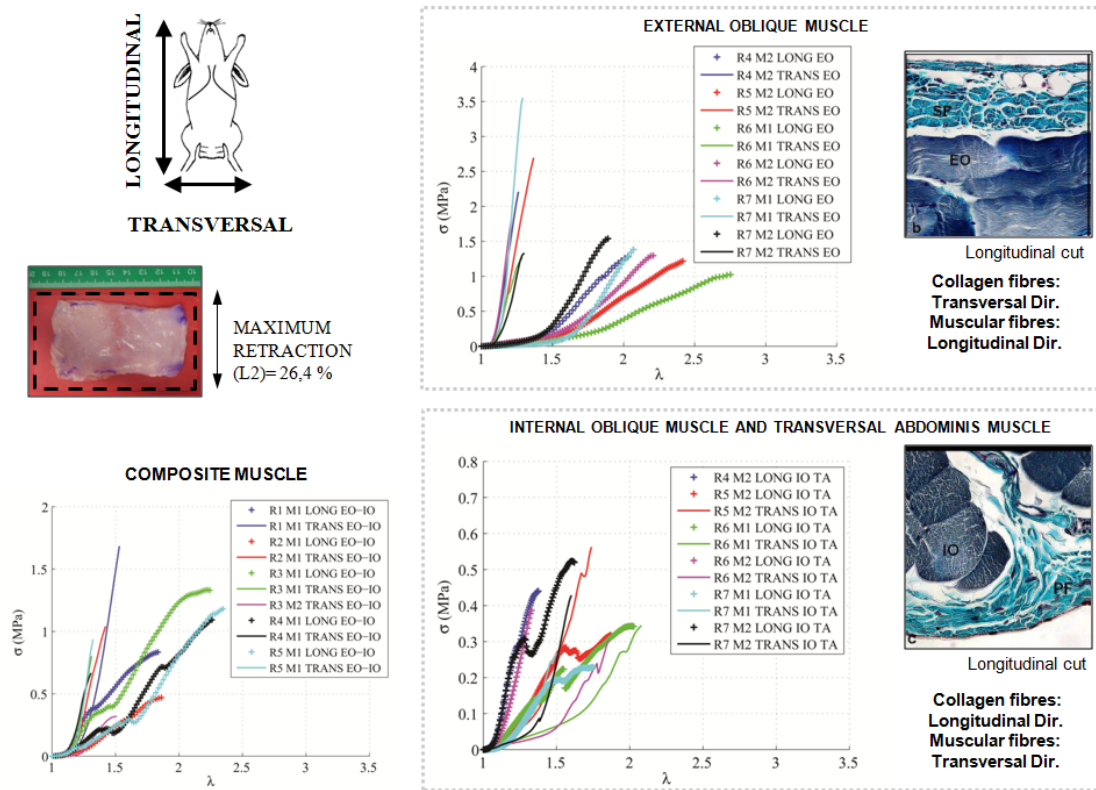 LONGITUDINAL
TRANSVERSAL
10 11 12 13 14 15 16 17 18 19
MAXIMUM
RETRACTION
(L2)= 26,4 %
EXTERNAL OBLIQUE MUSCLE
σ (MPa)
4
3.5
3
2.5
2
1.5
1
0.5
0
1 1.5 2 2.5 3 3.5
λ
R4 M2 LONG EO
R4 M2 TRANS EO
R5 M2 LONG EO
R5 M2 TRANS EO
R6 M1 LONG EO
R6 M1 TRANS EO
R6 M2 LONG EO
R6 M2 TRANS EO
R7 M1 LONG EO
R7 M1 TRANS EO
R7 M2 LONG EO
R7 M2 TRANS EO
SF
EO
b
Longitudinal cut
Collagen fibres:
Transversal Dir.
Muscular fibres:
Longitudinal Dir.
COMPOSITE MUSCLE
σ (MPa)
2
1.5
1
0.5
0
1 1.5 2 2.5 3 3.5
λ
R1 M1 LONG EO-IO
R1 M1 TRANS EO-IO
R2 M1 LONG EO-IO
R2 M1 TRANS EO-IO
R3 M1 LONG EO-IO
R3 M1 TRANS EO-IO
R3 M2 TRANS EO-IO
R4 M1 LONG EO-IO
R4 M1 TRANS EO-IO
R5 M1 LONG EO-IO
R5 M1 TRANS EO-IO
INTERNAL OBLIQUE MUSCLE AND TRANSVERSAL ABDOMINIS MUSCLE
σ (MPa)
0.8
0.7
0.6
0.5
0.4
0.3
0.2
0.1
0
1 1.5 2 2.5 3 3.5
λ
R4 M2 LONG IO TA
R5 M2 LONG IO TA
R5 M2 TRANS IO TA
R6 M1 LONG IO TA
R6 M1 TRANS IO TA
R6 M2 LONG IO TA
R6 M2 TRANS IO TA
R7 M1 LONG IO TA
R7 M1 TRANS IO TA
R7 M2 LONG IO TA
R7 M2 TRANS IO TA
IO
PF
c
Longitudinal cut
Collagen fibres:
Longitudinal Dir.
Muscular fibres:
Transversal Dir.